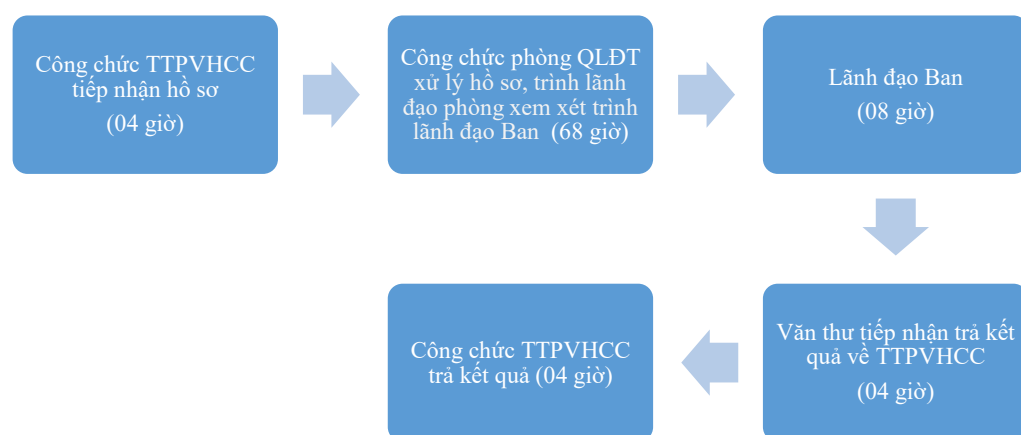 Công chức TTPVHCC
tiếp nhận hồ sơ
(04 giờ)
Công chức phòng QLĐT
xử lý hồ sơ, trình lãnh
đạo phòng xem xét trình
lãnh đạo Ban (68 giờ)
Lãnh đạo Ban
(08 giờ)
Văn thư tiếp nhận trả kết
quả về TTPVHCC
(04 giờ)
Công chức TTPVHCC
trả kết quả (04 giờ)